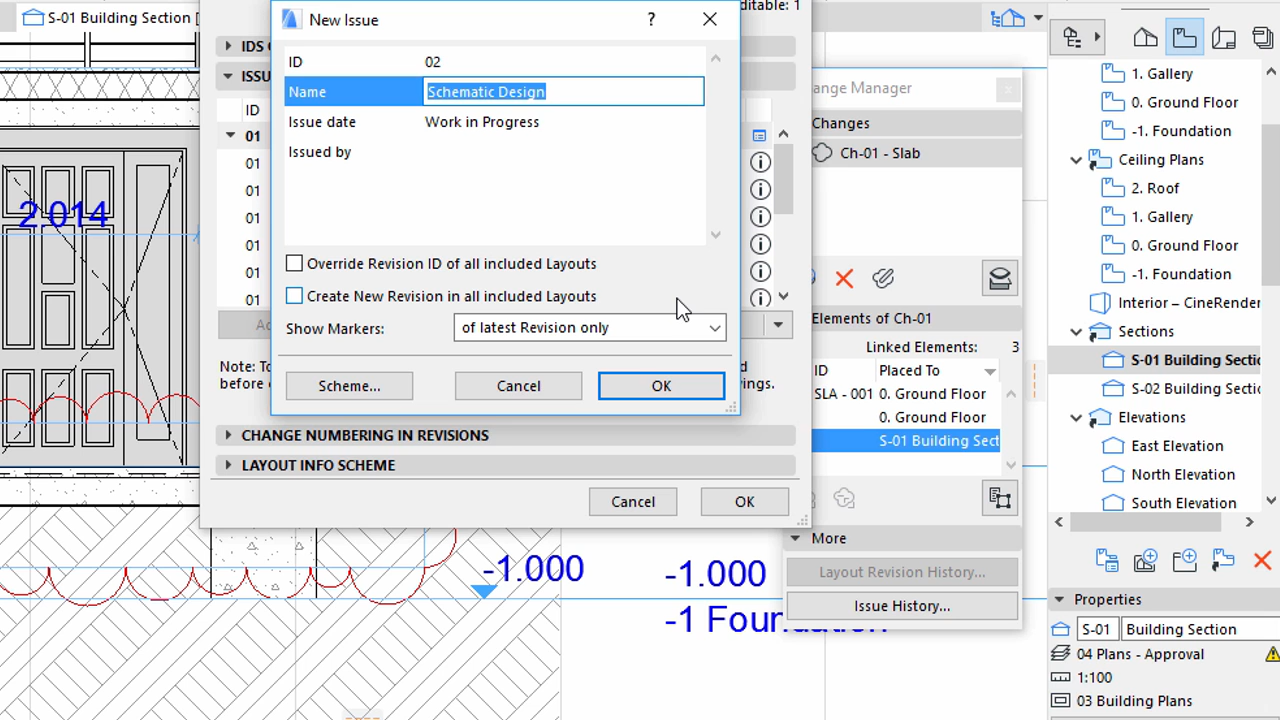 S-01 Building Section [
ditable: 1
New Issue
?
IDS
ID 02
ISSU
Name Schematic Design
ID
Issue date Work in Progress
01
Issued by
01
01
01
01
01
01
Override Revision ID of all included Layouts
Create New Revision in all included Layouts
Show Markers: of latest Revision only
Note: To
before
wings.
Scheme...
Cancel
OK
CHANGE NUMBERING IN REVISIONS
LAYOUT INFO SCHEME
Cancel
OK
ange Manager
Changes
Ch-01 - Slab
Elements of Ch-01
Linked Elements: 3
ID Placed To
SLA - 001 0. Ground Floor
0. Ground Floor
S-01 Building Sect
More
Layout Revision History...
Issue History...
1. Gallery
0. Ground Floor
-1. Foundation
Ceiling Plans
2. Roof
1. Gallery
0. Ground Floor
-1. Foundation
Interior – CineRender
Sections
S-01 Building Sectio
S-02 Building Sectio
Elevations
East Elevation
North Elevation
South Elevation
Properties
S-01 Building Section
04 Plans - Approval
1:100
03 Building Plans
2.014
-1.000
-1.000
-1 Foundation